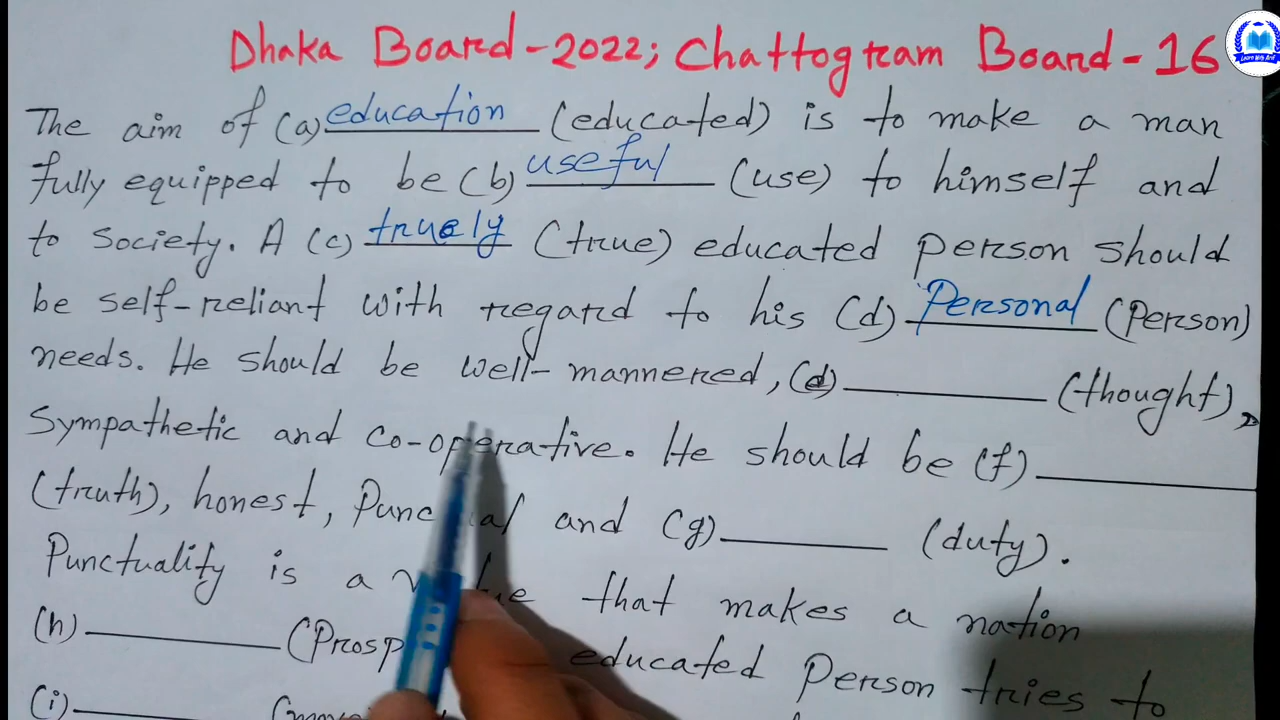 Dhaka Board-2022; Chattogram Board-16
Learn With Arif
The aim of (a) education (educated) is to make a man
fully equipped to be (b) useful (use) to himself and
to society. A (c) truely (true) educated person should
be self-reliant with regard to his (d) Personal (Person)
needs. He should be well-mannered, (d) (thought),
Sympathetic and co-operative. He should be (f)
(truth), honest, and (g) (duty).
Punctuality is a that makes a nation
(h) educated Person tries to
(i)